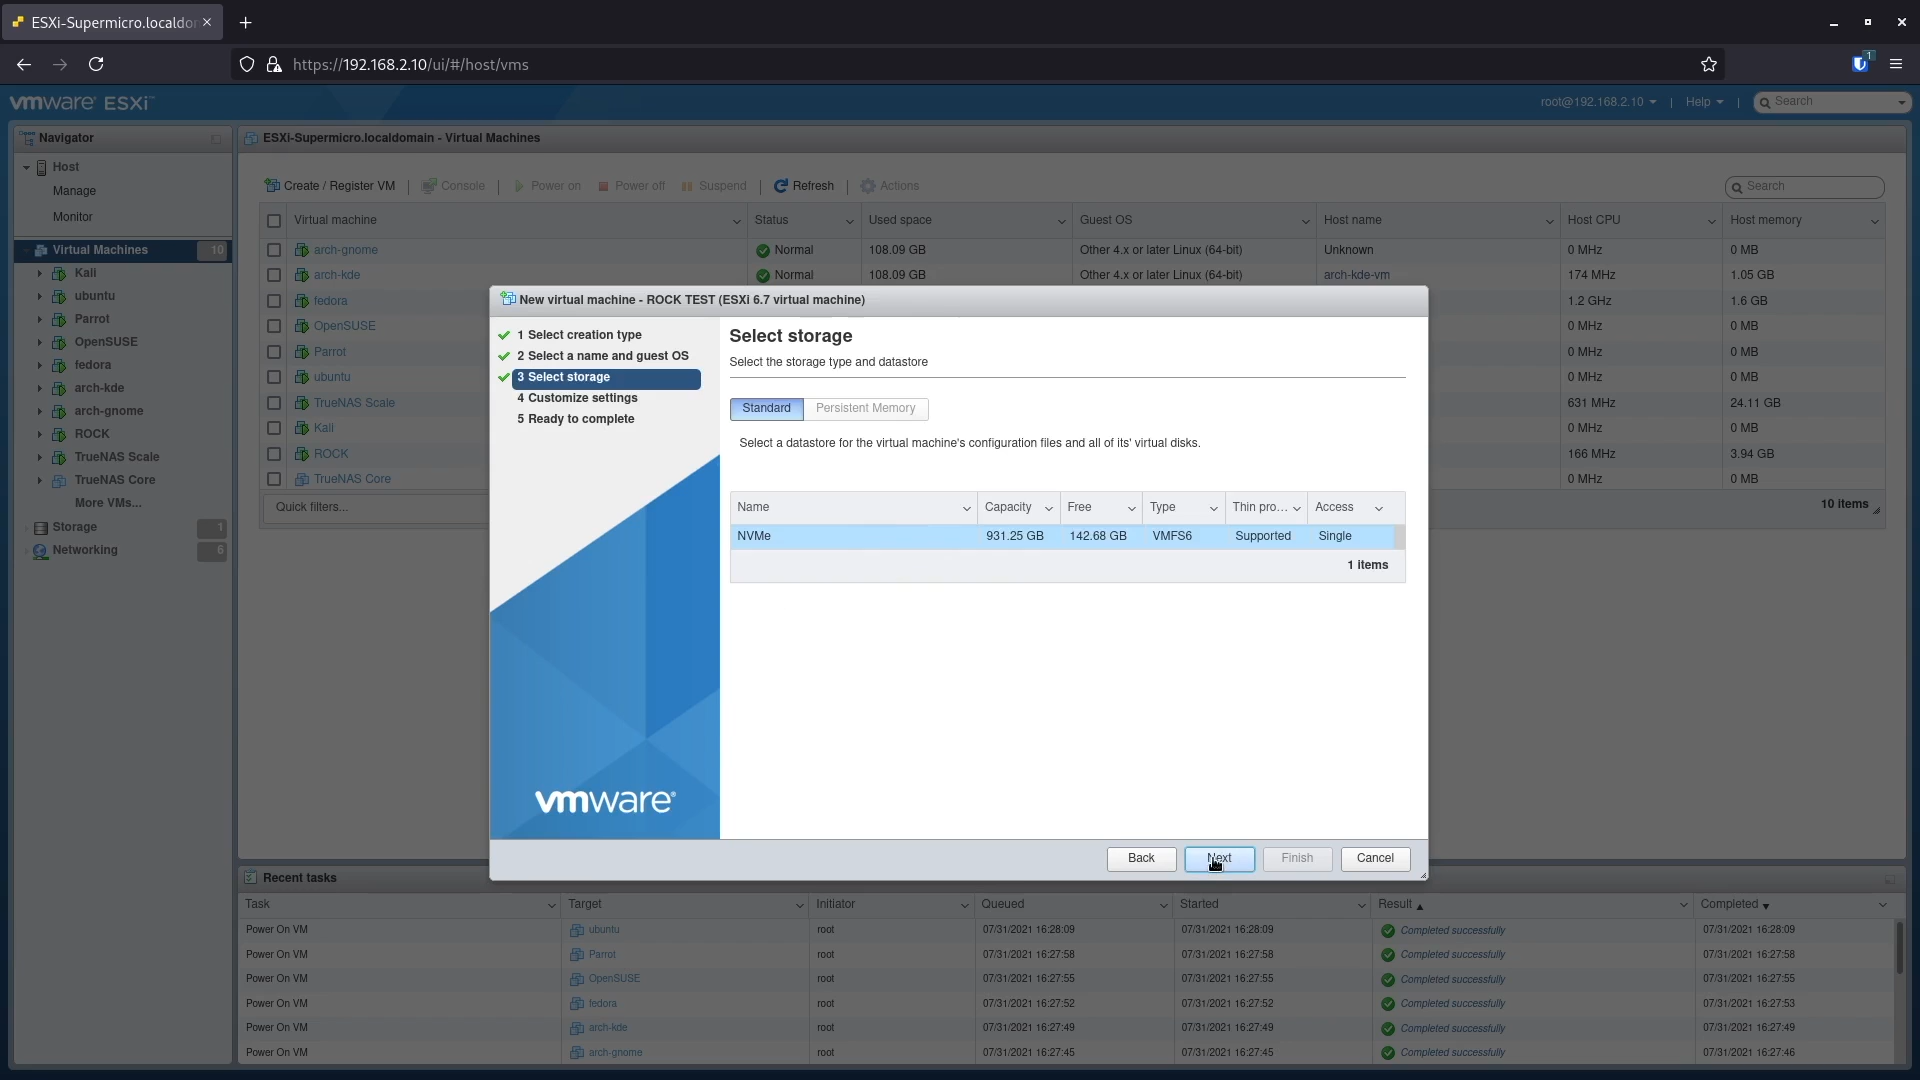 ESXi-Supermicro.localdo
https://192.168.2.10/ui/#/host/vms
1
vmware® ESXi™
root@192.168.2.10 | Help | Search
Navigator
Host
Manage
Monitor
Virtual Machines 10
Kali
ubuntu
Parrot
OpenSUSE
fedora
arch-kde
arch-gnome
ROCK
TrueNAS Scale
TrueNAS Core
More VMs...
Storage 1
Networking 6
ESXi-Supermicro.localdomain - Virtual Machines
Create / Register VM | Console | Power on Power off Suspend | Refresh | Actions Search
Virtual machine Status Used space Guest OS Host name Host CPU Host memory
arch-gnome Normal 108.09 GB Other 4.x or later Linux (64-bit) Unknown 0 MHz 0 MB
arch-kde Normal 108.09 GB Other 4.x or later Linux (64-bit) arch-kde-vm 174 MHz 1.05 GB
fedora 1.2 GHz 1.6 GB
OpenSUSE 0 MHz 0 MB
Parrot 0 MHz 0 MB
ubuntu 0 MHz 0 MB
TrueNAS Scale 631 MHz 24.11 GB
Kali 0 MHz 0 MB
ROCK 166 MHz 3.94 GB
TrueNAS Core 0 MHz 0 MB
Quick filters... 10 items
New virtual machine - ROCK TEST (ESXi 6.7 virtual machine)
1 Select creation type
2 Select a name and guest OS
3 Select storage
4 Customize settings
5 Ready to complete
vmware®
Select storage
Select the storage type and datastore
Standard Persistent Memory
Select a datastore for the virtual machine's configuration files and all of its' virtual disks.
Name Capacity Free Type Thin pro... Access
NVMe 931.25 GB 142.68 GB VMFS6 Supported Single
1 items
Back Next Finish Cancel
Recent tasks
Task Target Initiator Queued Started Result Completed
Power On VM ubuntu root 07/31/2021 16:28:09 07/31/2021 16:28:09 Completed successfully 07/31/2021 16:28:09
Power On VM Parrot root 07/31/2021 16:27:58 07/31/2021 16:27:58 Completed successfully 07/31/2021 16:27:58
Power On VM OpenSUSE root 07/31/2021 16:27:55 07/31/2021 16:27:55 Completed successfully 07/31/2021 16:27:55
Power On VM fedora root 07/31/2021 16:27:52 07/31/2021 16:27:52 Completed successfully 07/31/2021 16:27:53
Power On VM arch-kde root 07/31/2021 16:27:49 07/31/2021 16:27:49 Completed successfully 07/31/2021 16:27:49
Power On VM arch-gnome root 07/31/2021 16:27:45 07/31/2021 16:27:45 Completed successfully 07/31/2021 16:27:46